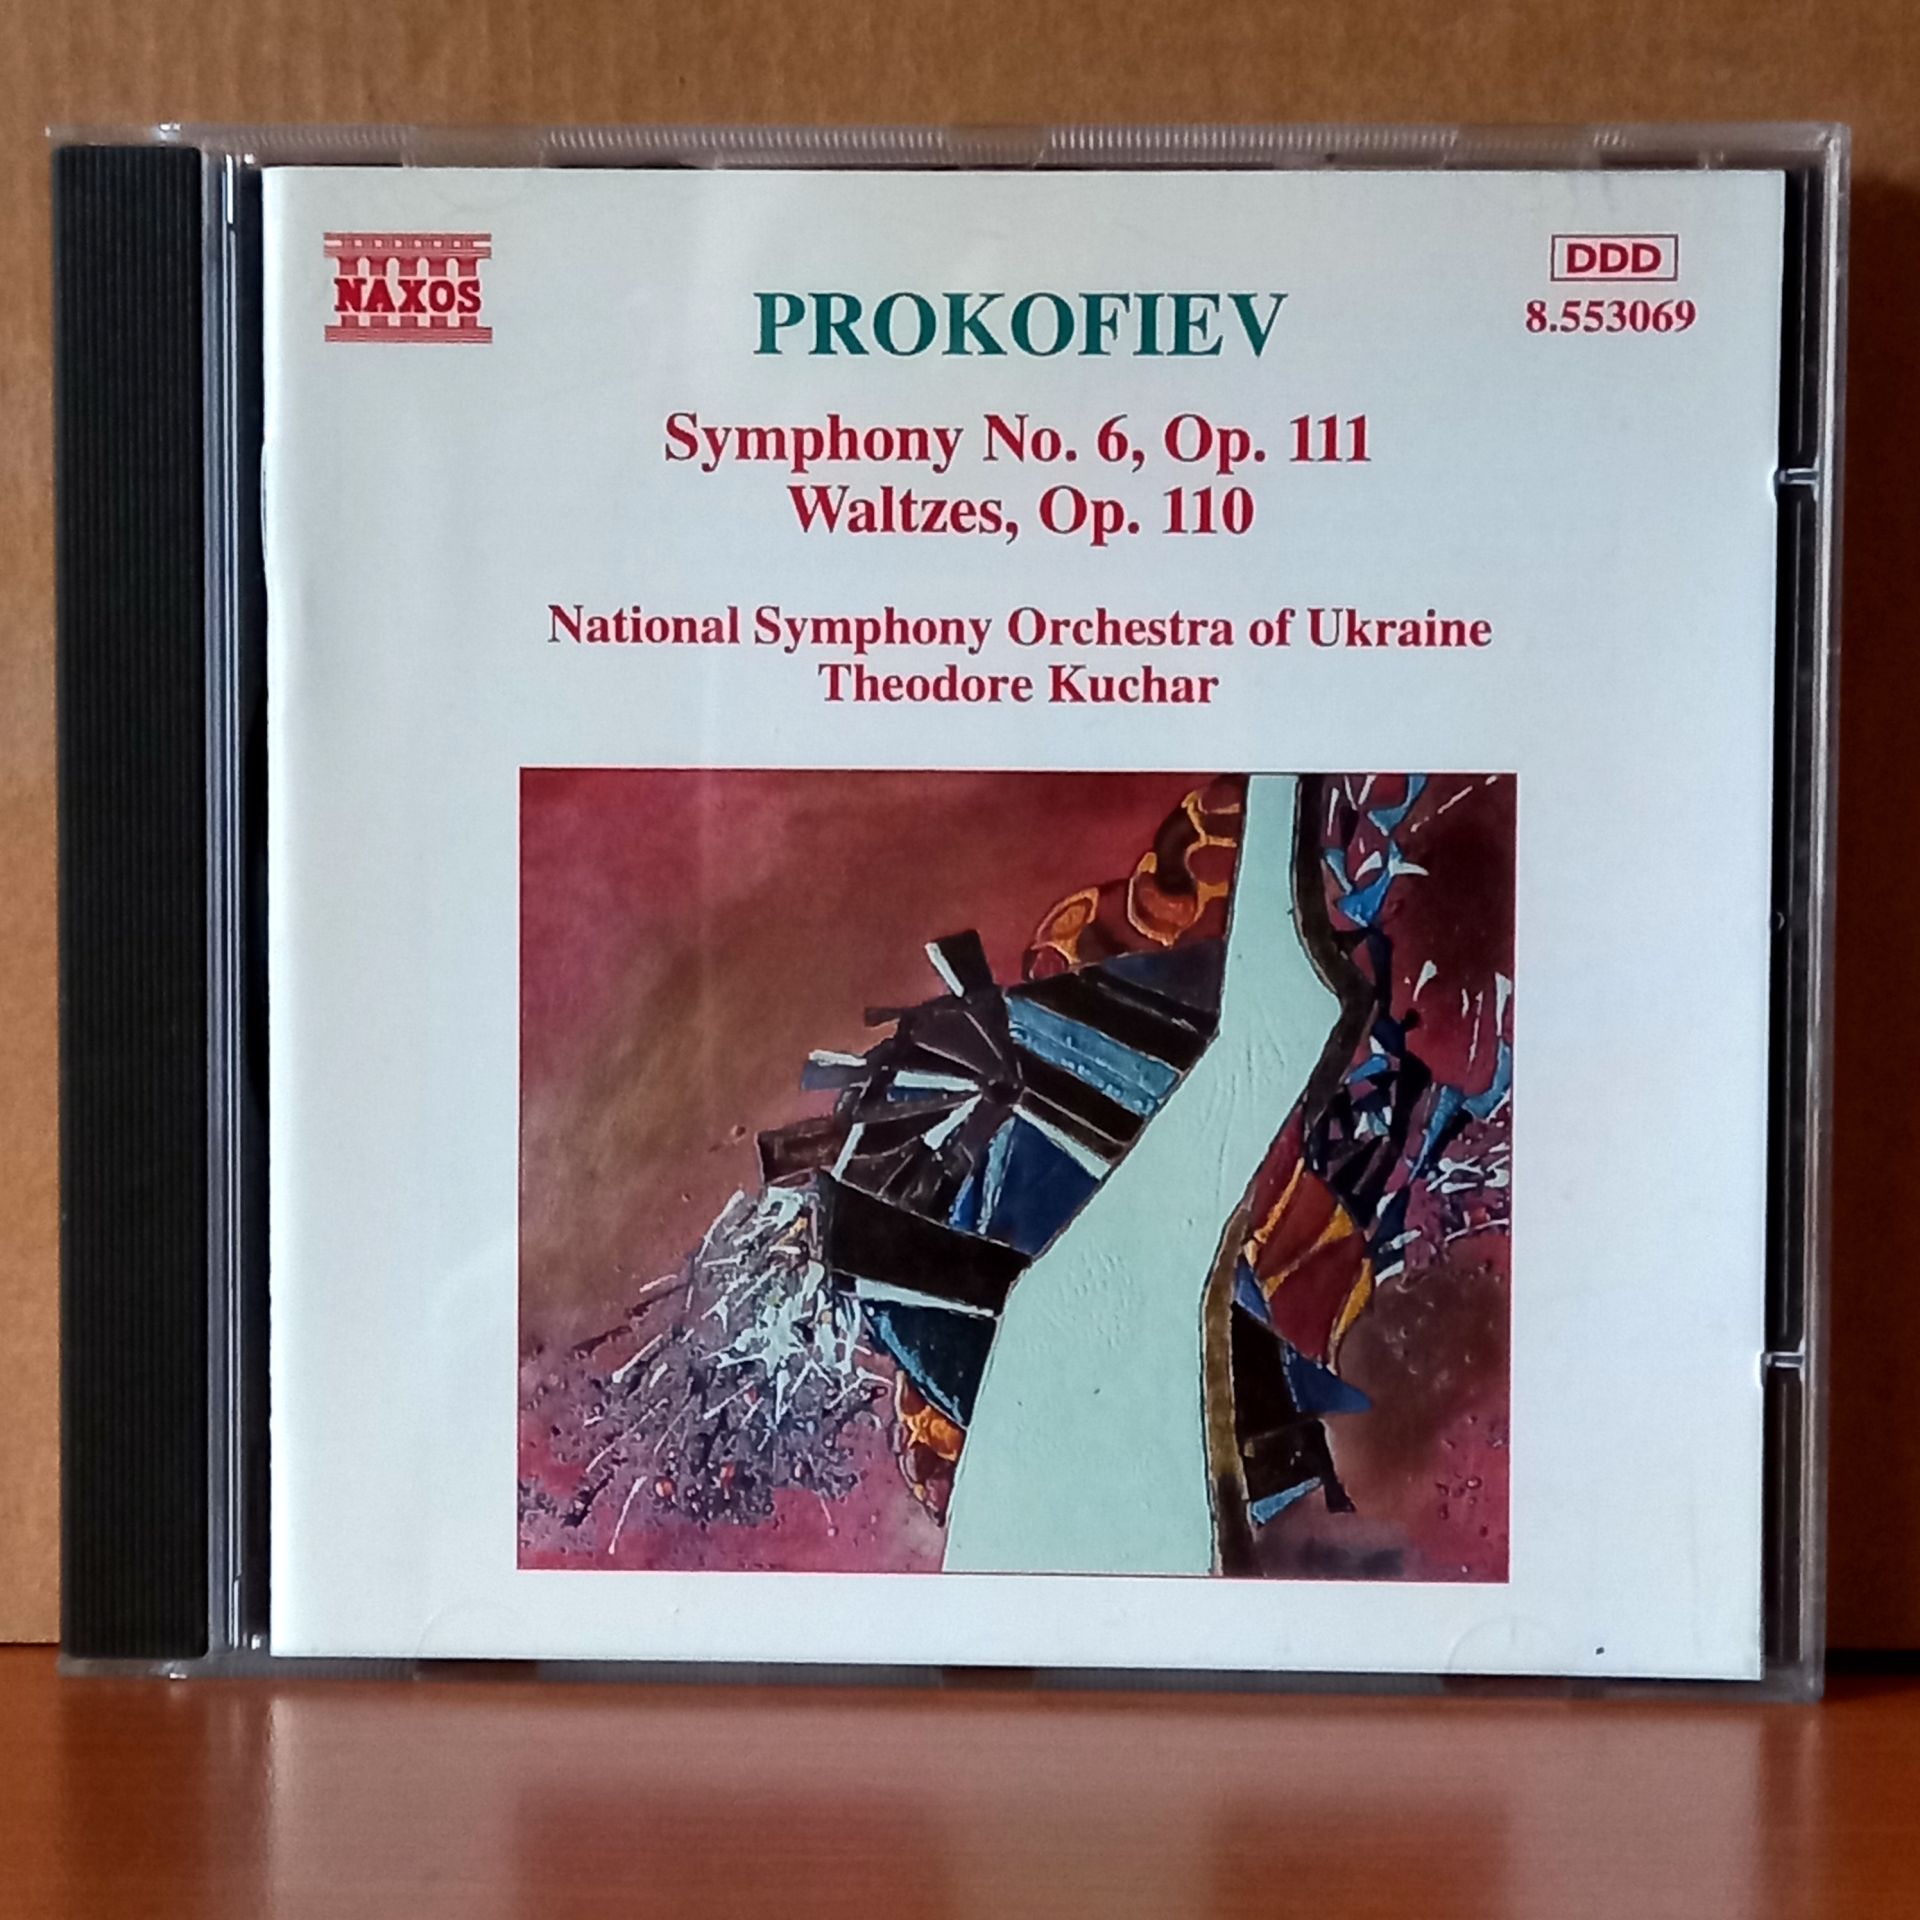 NAXOS
DDD
8.553069
PROKOFIEV
Symphony No. 6, Op. 111
Waltzes, Op. 110
National Symphony Orchestra of Ukraine
Theodore Kuchar